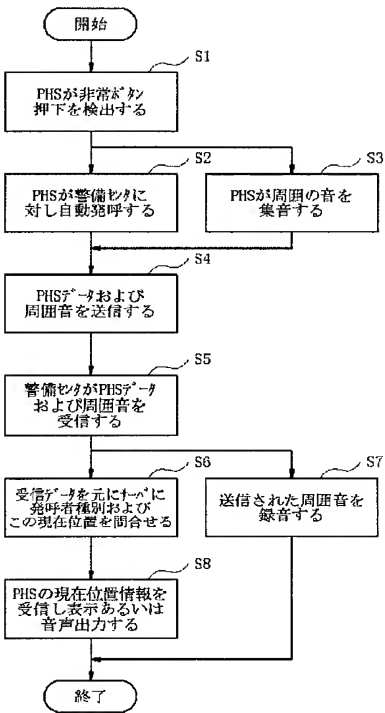 開始
S1
PHSが非常ﾎﾞﾀﾝ
押下を検出する
S2
PHSが警備ｾﾝﾀに
対し自動発呼する
S3
PHSが周囲の音を
集音する
S4
PHSﾃﾞｰﾀおよび
周囲音を送信する
S5
警備ｾﾝﾀがPHSﾃﾞｰﾀ
および周囲音を
受信する
S6
受信ﾃﾞｰﾀを元にｻｰﾊﾞに
発呼者種別および
この現在位置を問合せる
S7
送信された周囲音を
録音する
S8
PHSの現在位置情報を
受信し表示あるいは
音声出力する
終了